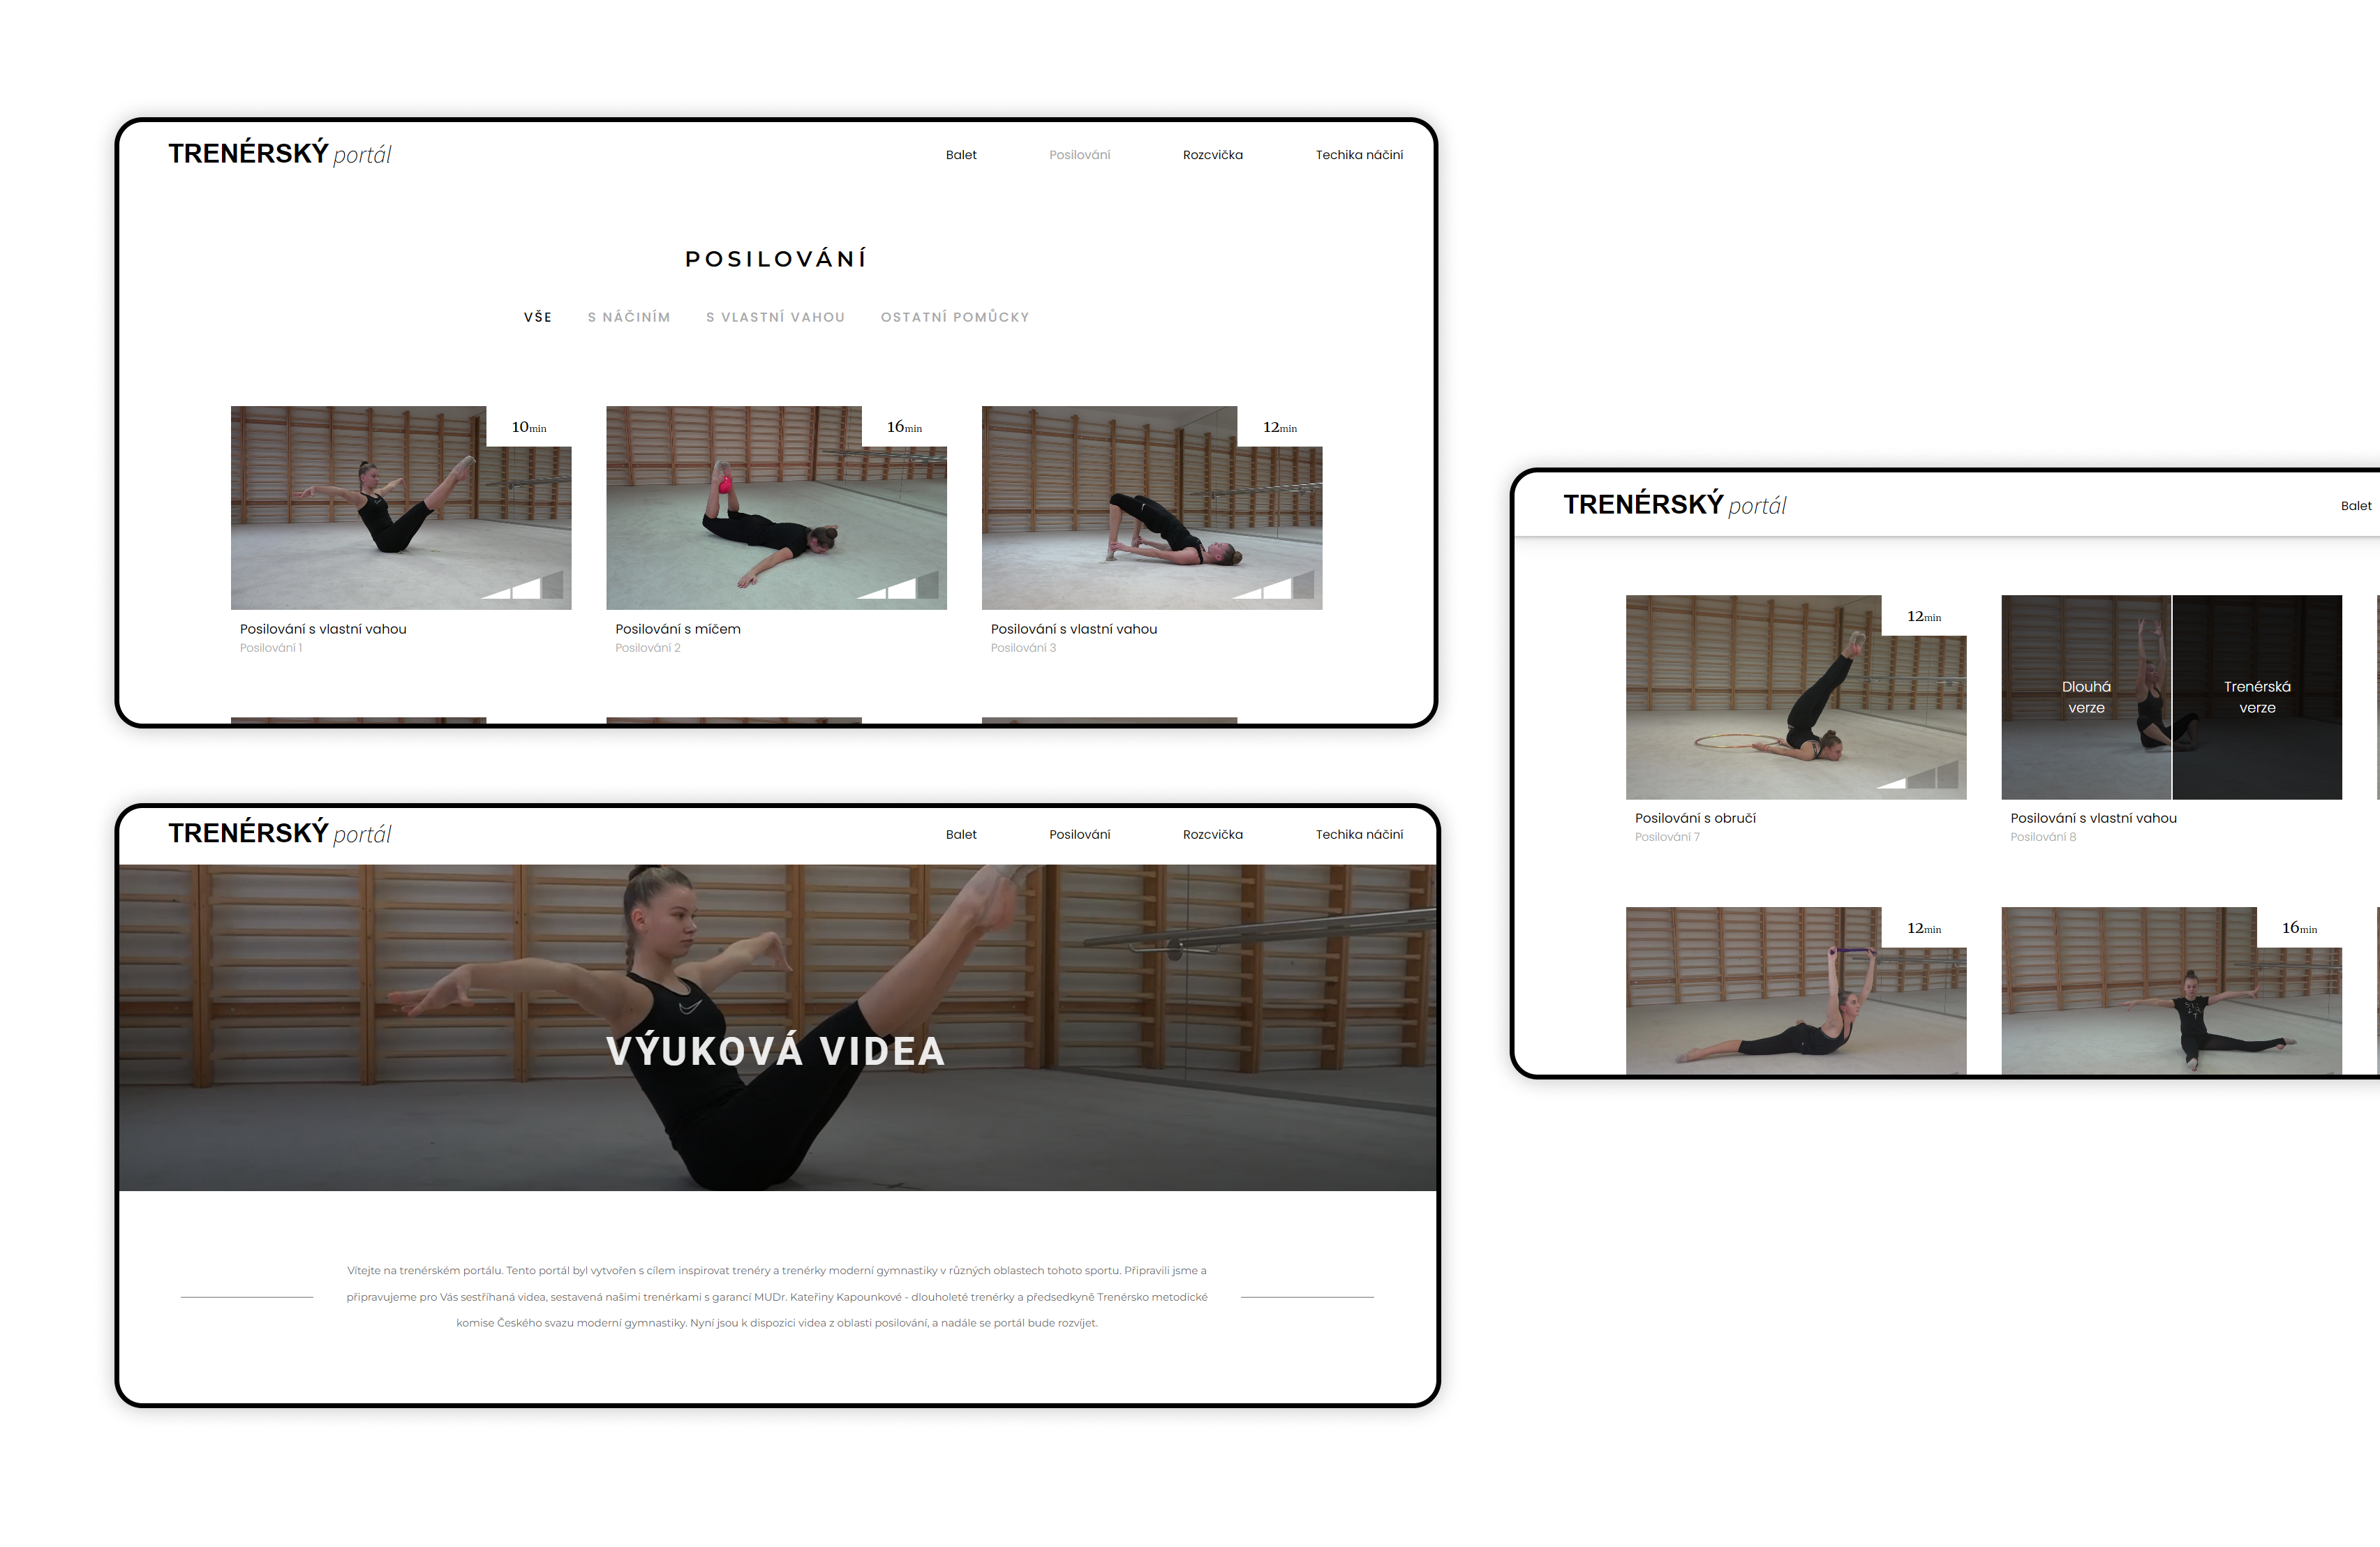 TRENÉRSKÝ portál
Balet Posilování Rozcvička Techika náčiní
POSILOVÁNÍ
VŠE S NÁČINÍM S VLASTNÍ VAHOU OSTATNÍ POMŮCKY
10min 16min 12min
Posilování s vlastní vahou Posilování s míčem Posilování s vlastní vahou
Posilování 1 Posilování 2 Posilování 3
TRENÉRSKÝ portál
Balet Posilování Rozcvička Techika náčiní
VÝUKOVÁ VIDEA
Vítejte na trenérském portálu. Tento portál byl vytvořen s cílem inspirovat trenéry a trenérky moderní gymnastiky v různých oblastech tohoto sportu. Připravili jsme a
připravujeme pro Vás sestříhaná videa, sestavená našimi trenérkami s garancí MUDr. Kateřiny Kapounkové - dlouholeté trenérky a předsedkyně Trenérsko metodické
komise Českého svazu moderní gymnastiky. Nyní jsou k dispozici videa z oblasti posilování, a nadále se portál bude rozvíjet.
TRENÉRSKÝ portál
Balet
12min
Dlouhá verze
Trenérská verze
Posilování s obručí Posilování s vlastní vahou
Posilování 7 Posilování 8
12min 16min